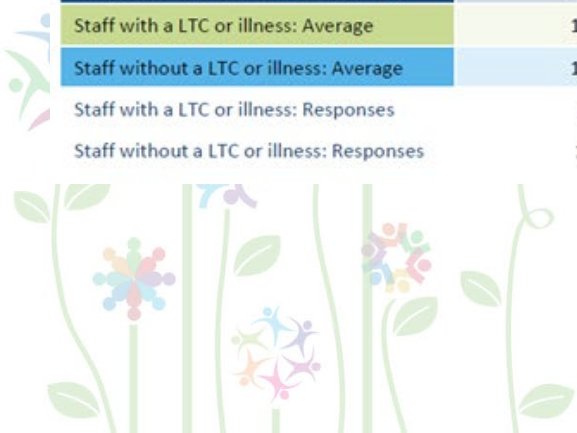 Staff with a LTC or illness: Average
Staff without a LTC or illness: Average
Staff with a LTC or illness: Responses
Staff without a LTC or illness: Responses